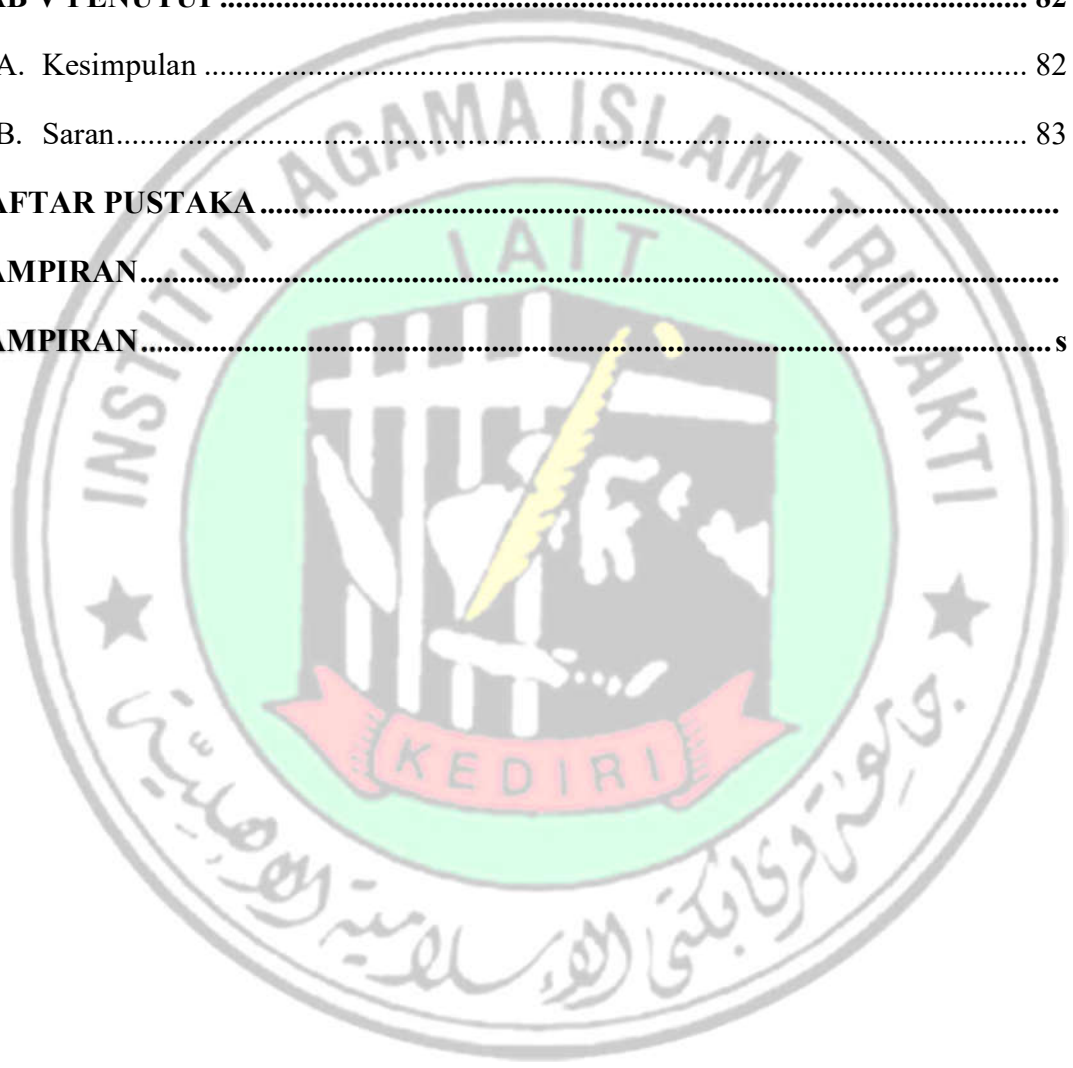 AB V PENUTUP ........................................................................................................ 82
A. Kesimpulan ........................................................................................................ 82
B. Saran................................................................................................................... 83
AFTAR PUSTAKA ....................................................................................................
AMPIRAN...................................................................................................................
AMPIRAN................................................................................................................... s
INSTITUT AGAMA ISLAM TRIBAKTI
IAIT
KEDIRI